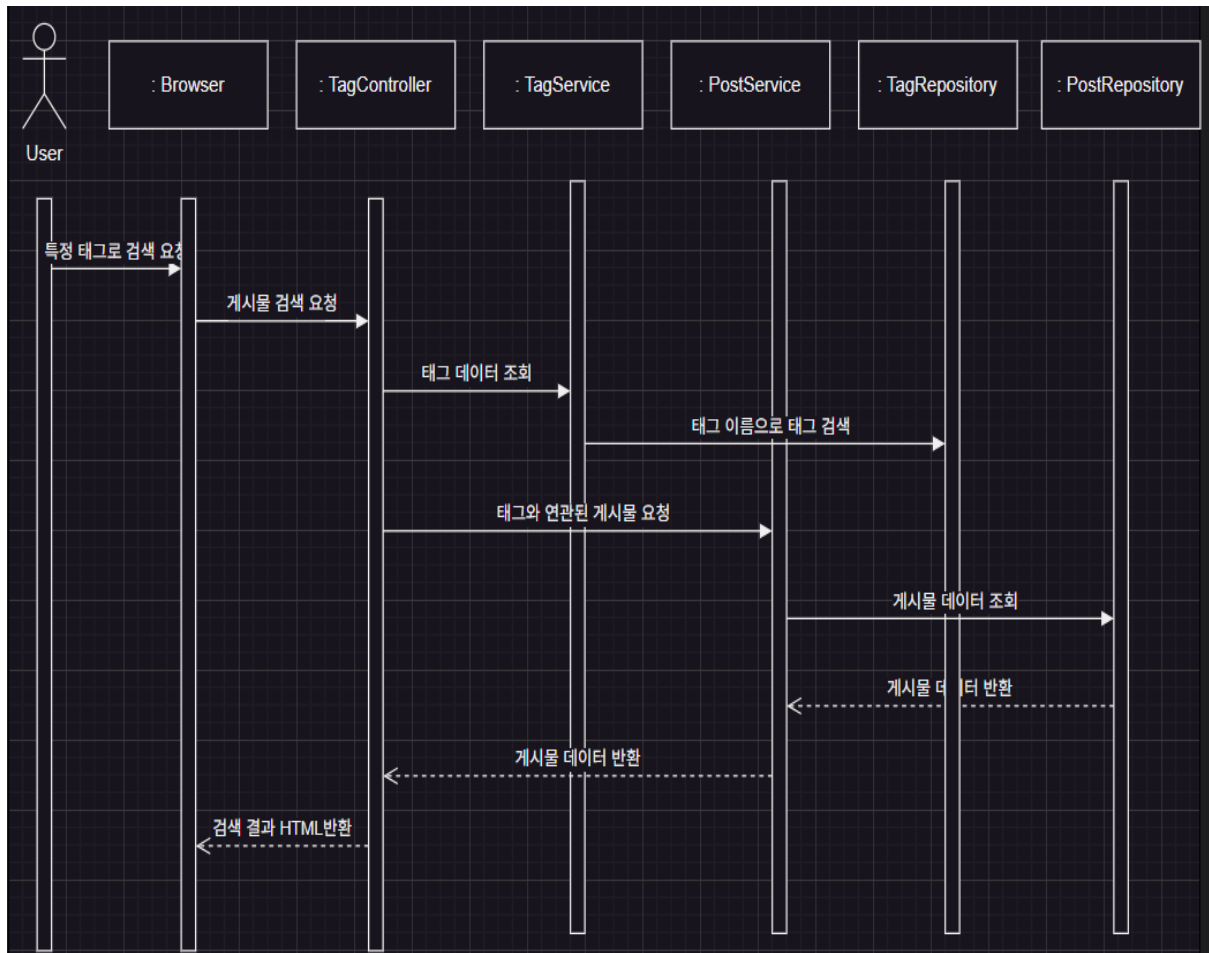 : Browser
: TagController
: TagService
: PostService
: TagRepository
: PostRepository
User
특정 태그로 검색 요청
게시물 검색 요청
태그 데이터 조회
태그 이름으로 태그 검색
태그와 연관된 게시물 요청
게시물 데이터 조회
게시물 데이터 반환
게시물 데이터 반환
검색 결과 HTML반환